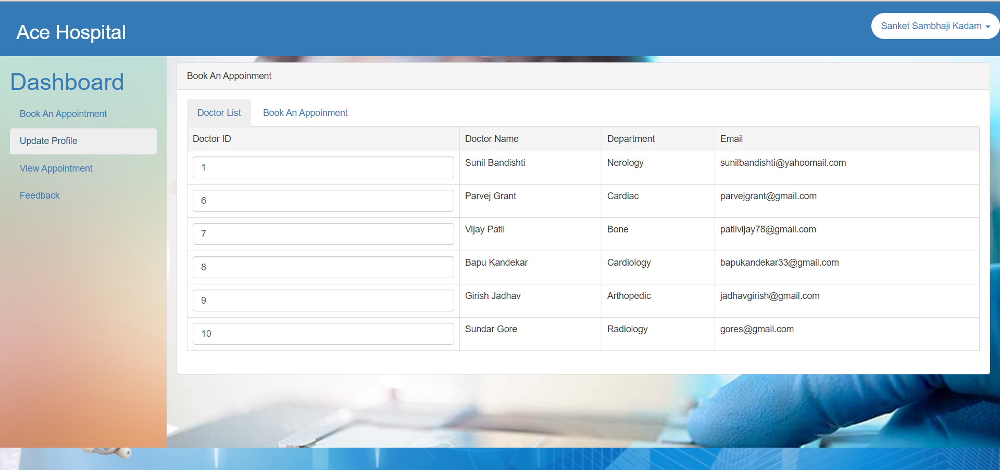 Ace Hospital
Sanket Sambhaji Kadam
Dashboard
Book An Appointment
Update Profile
View Appointment
Feedback
Book An Appoinment
Doctor List Book An Appoinment
Doctor ID Doctor Name Department Email
1 Sunil Bandishti Nerology sunilbandishti@yahoomail.com
6 Parvej Grant Cardiac parvejgrant@gmail.com
7 Vijay Patil Bone patilvijay78@gmail.com
8 Bapu Kandekar Cardiology bapukandekar33@gmail.com
9 Girish Jadhav Arthopedic jadhavgirish@gmail.com
10 Sundar Gore Radiology gores@gmail.com